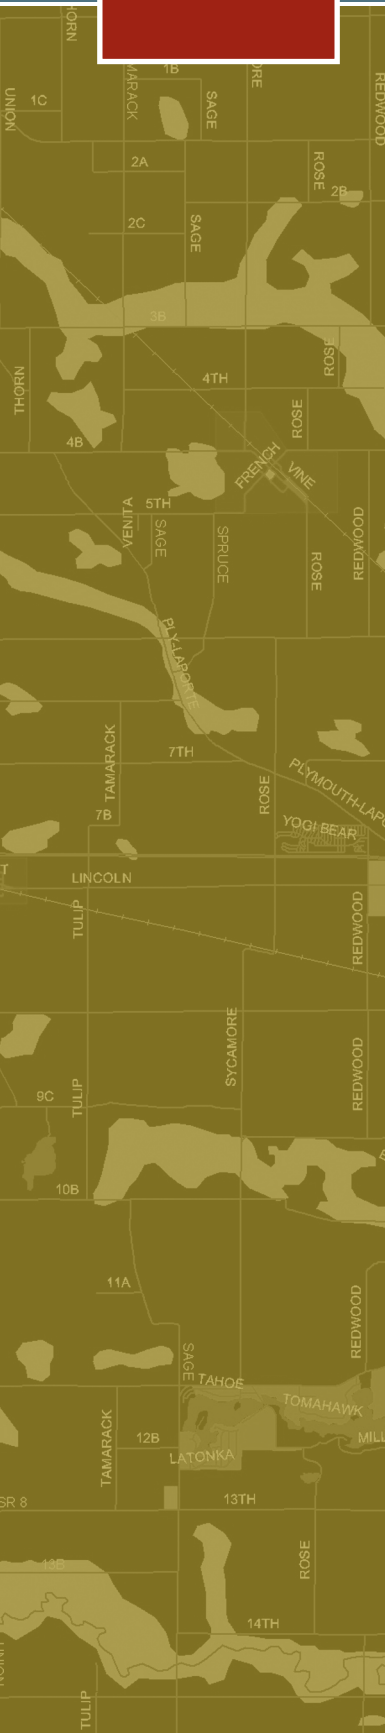 THORN
1B
MARACK
ORE
REDWOOD
UNION
1C
SAGE
2A
ROSE
2B
2C
SAGE
3B
ROSE
THORN
4TH
ROSE
4B
FRENCH
VINE
5TH
VENITA
SAGE
SPRUCE
REDWOOD
ROSE
PLY-LAPORTE
TAMARACK
7TH
ROSE
PLYMOUTH-LAPO
7B
YOGI BEAR
T
LINCOLN
TULIP
REDWOOD
SYCAMORE
REDWOOD
9C
TULIP
10B
11A
REDWOOD
SAGE
TAHOE
TOMAHAWK
TAMARACK
12B
MILL
LATONKA
SR 8
13TH
ROSE
13B
14TH
TULIP